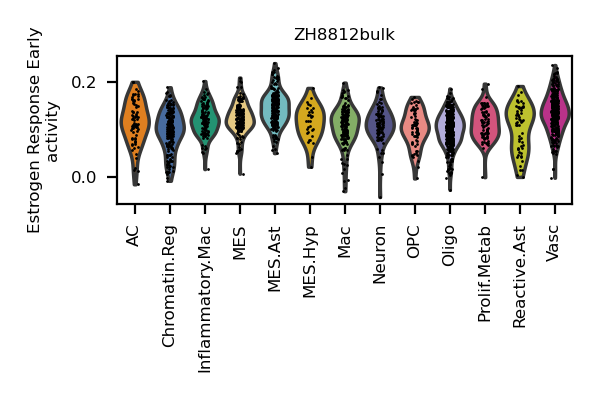 ZH8812bulk
Estrogen Response Early
activity
0.2
0.0
AC
Chromatin.Reg
Inflammatory.Mac
MES
MES.Ast
MES.Hyp
Mac
Neuron
OPC
Oligo
Prolif.Metab
Reactive.Ast
Vasc